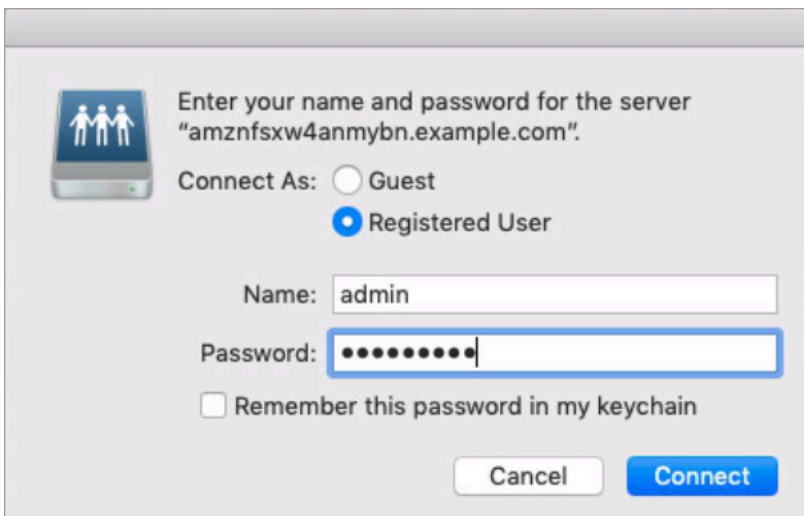 Enter your name and password for the server
“amznfsxw4anmybn.example.com”.
Connect As: Guest
Registered User
Name: admin
Password: •••••••••
Remember this password in my keychain
Cancel Connect